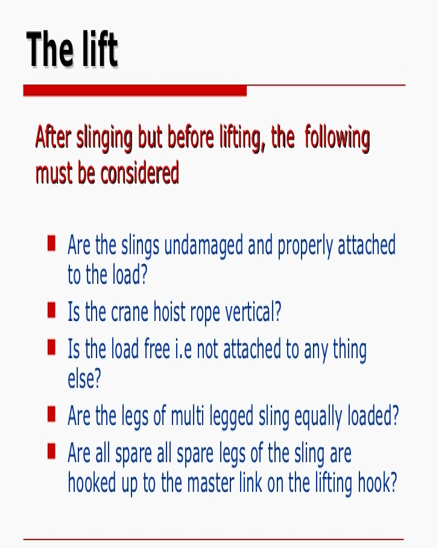 The lift
After slinging but before lifting, the following
must be considered
Are the slings undamaged and properly attached
to the load?
Is the crane hoist rope vertical?
Is the load free i.e not attached to any thing
else?
Are the legs of multi legged sling equally loaded?
Are all spare all spare legs of the sling are
hooked up to the master link on the lifting hook?